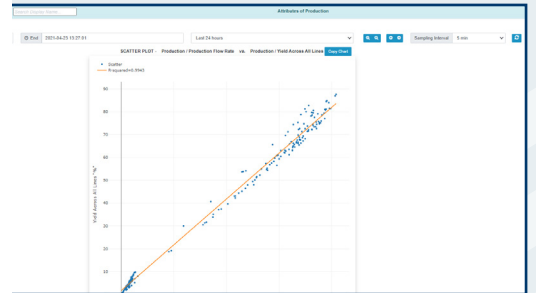 Attributes of Production
End 2021-04-25 15:37:01
Last 24 hours
Sampling Interval
5 min
SCATTER PLOT - Production / Production Flow Rate vs. Production / Yield Across All Lines
Copy Chart
Scatter
R-squared=0.9945
90
80
70
60
50
40
30
20
10
Yield Across All Lines "%"